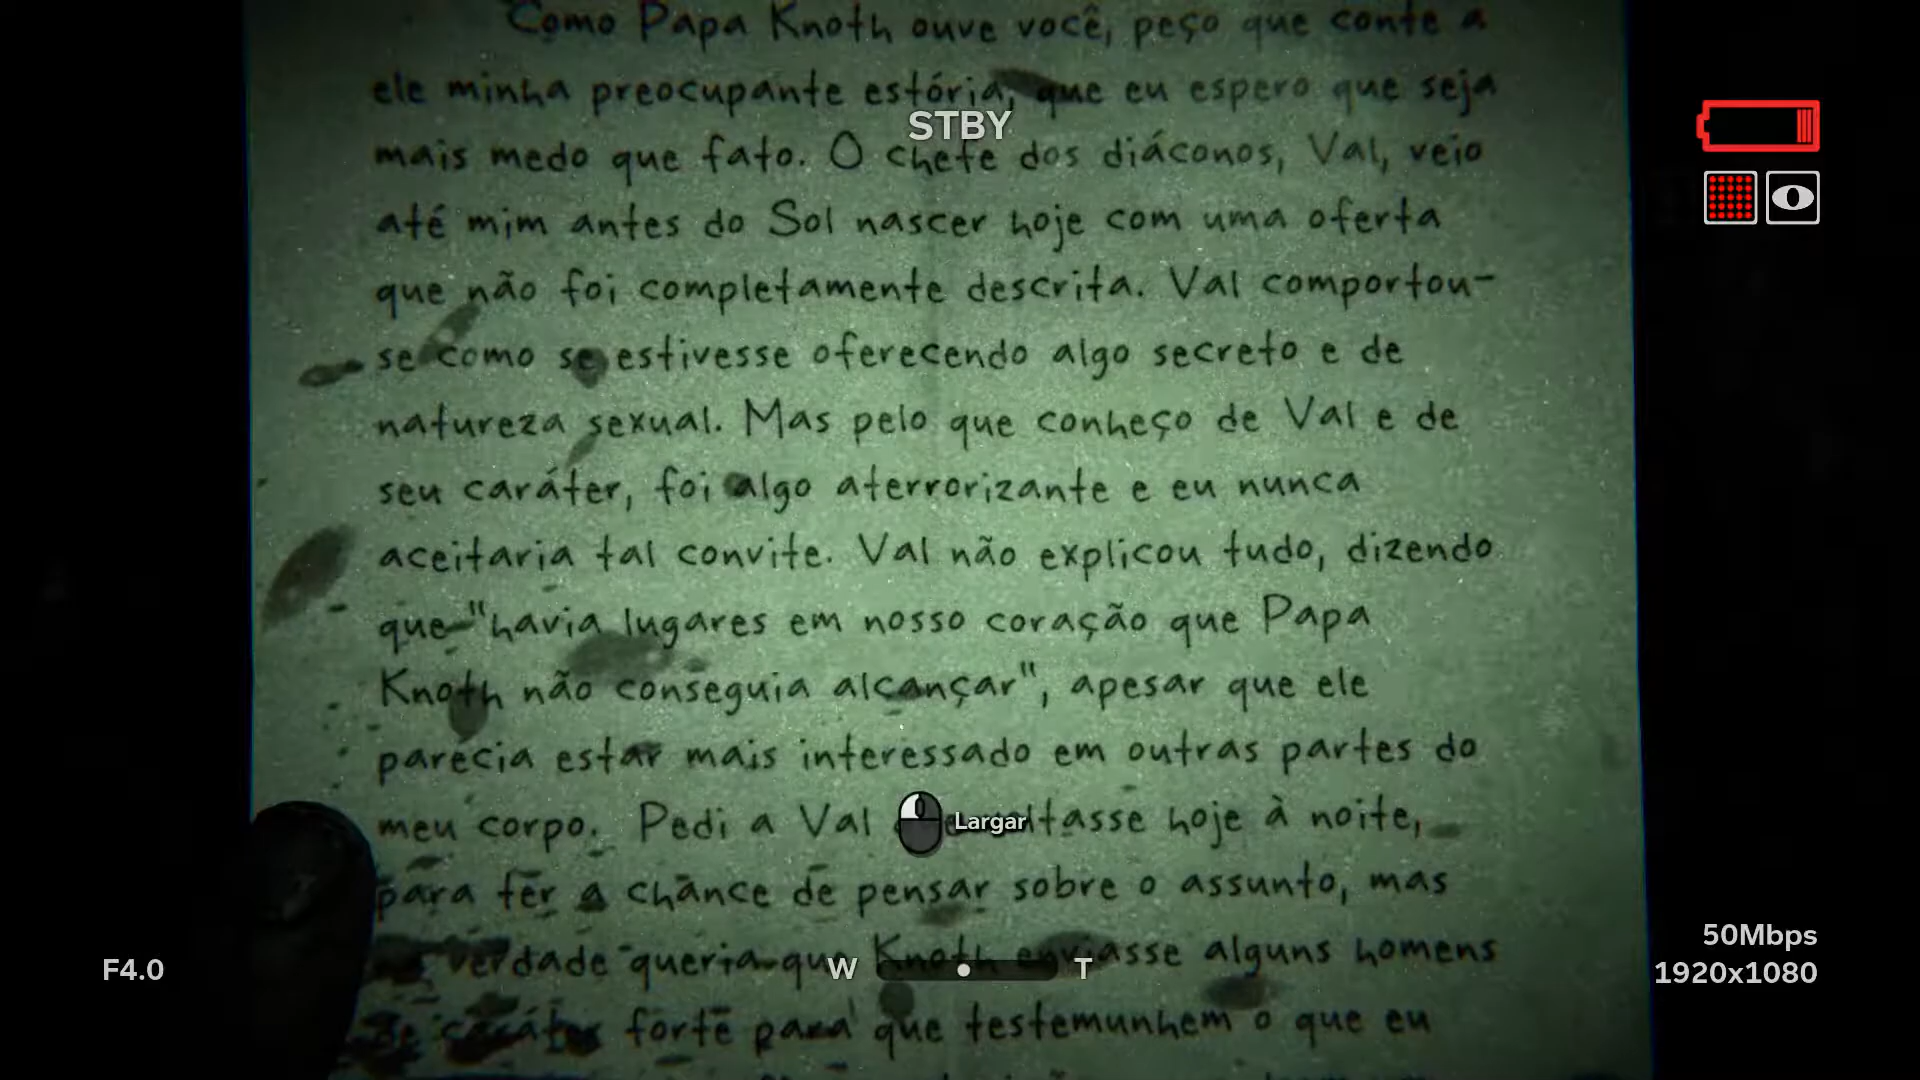 Como Papa Knoth ouve você, peço que conte a
ele minha preocupante estória, que eu espero que seja
STBY
mais medo que fato. O chefe dos diáconos, Val, veio
até mim antes do Sol nascer hoje com uma oferta
que não foi completamente descrita. Val comportou-
se como se estivesse oferecendo algo secreto e de
natureza sexual. Mas pelo que conheço de Val e de
seu caráter, foi algo aterrorizante e eu nunca
aceitaria tal convite. Val não explicou tudo, dizendo
que "havia lugares em nosso coração que Papa
Knoth não conseguia alcançar", apesar que ele
parecia estar mais interessado em outras partes do
meu corpo. Pedi a Val hoje à noite,
Largar
para ter a chance de pensar sobre o assunto, mas
verdade queria que Knoth enviasse alguns homens
de caráter forte para que testemunhem o que eu
F4.0
W T
50Mbps
1920x1080